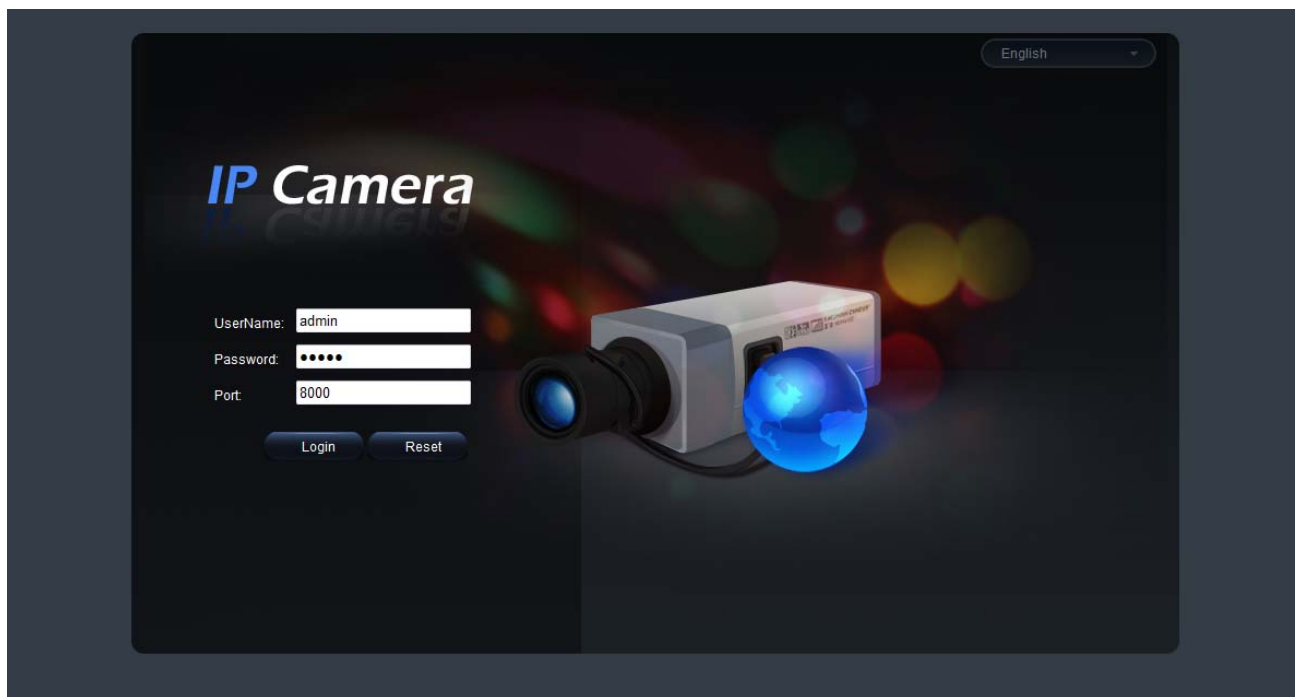 English
IP Camera
UserName: admin
Password: •••••
Port: 8000
Login Reset